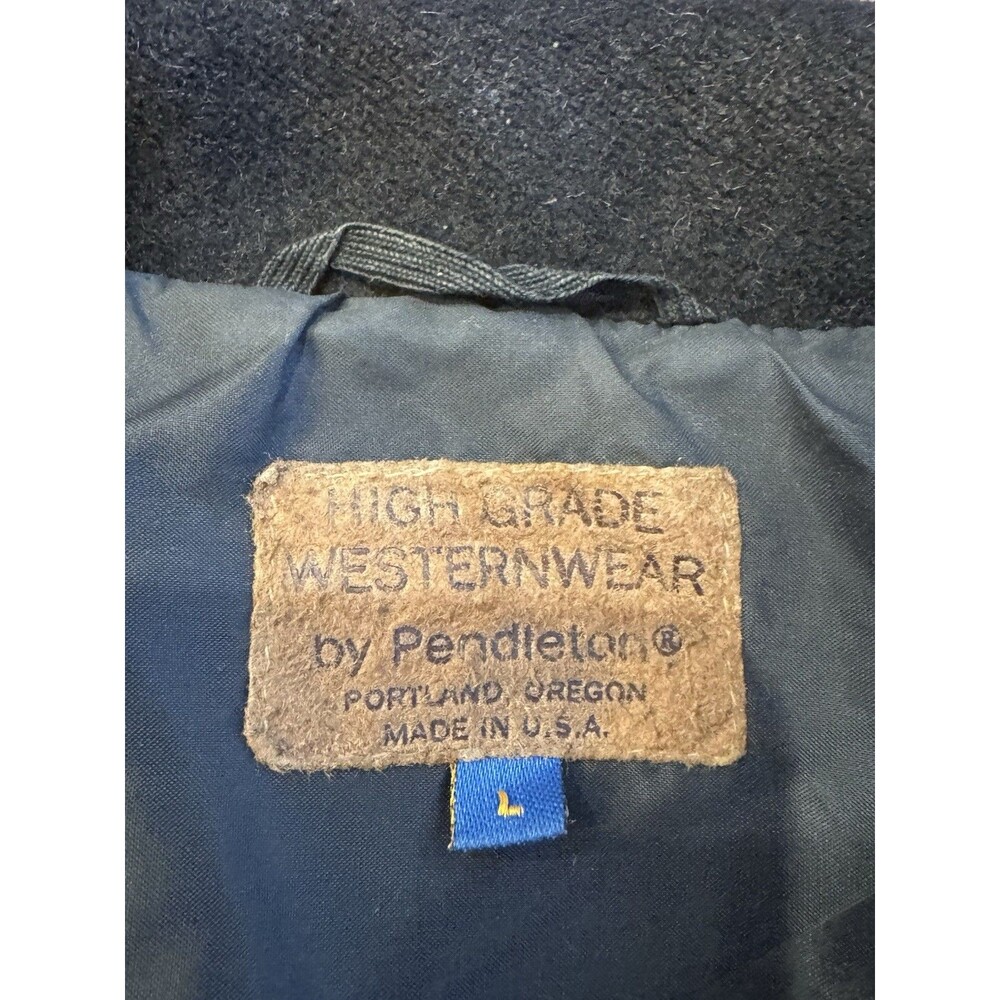 HIGH GRADE
WESTERNWEAR
by Pendleton®
PORTLAND, OREGON
MADE IN U.S.A.
L